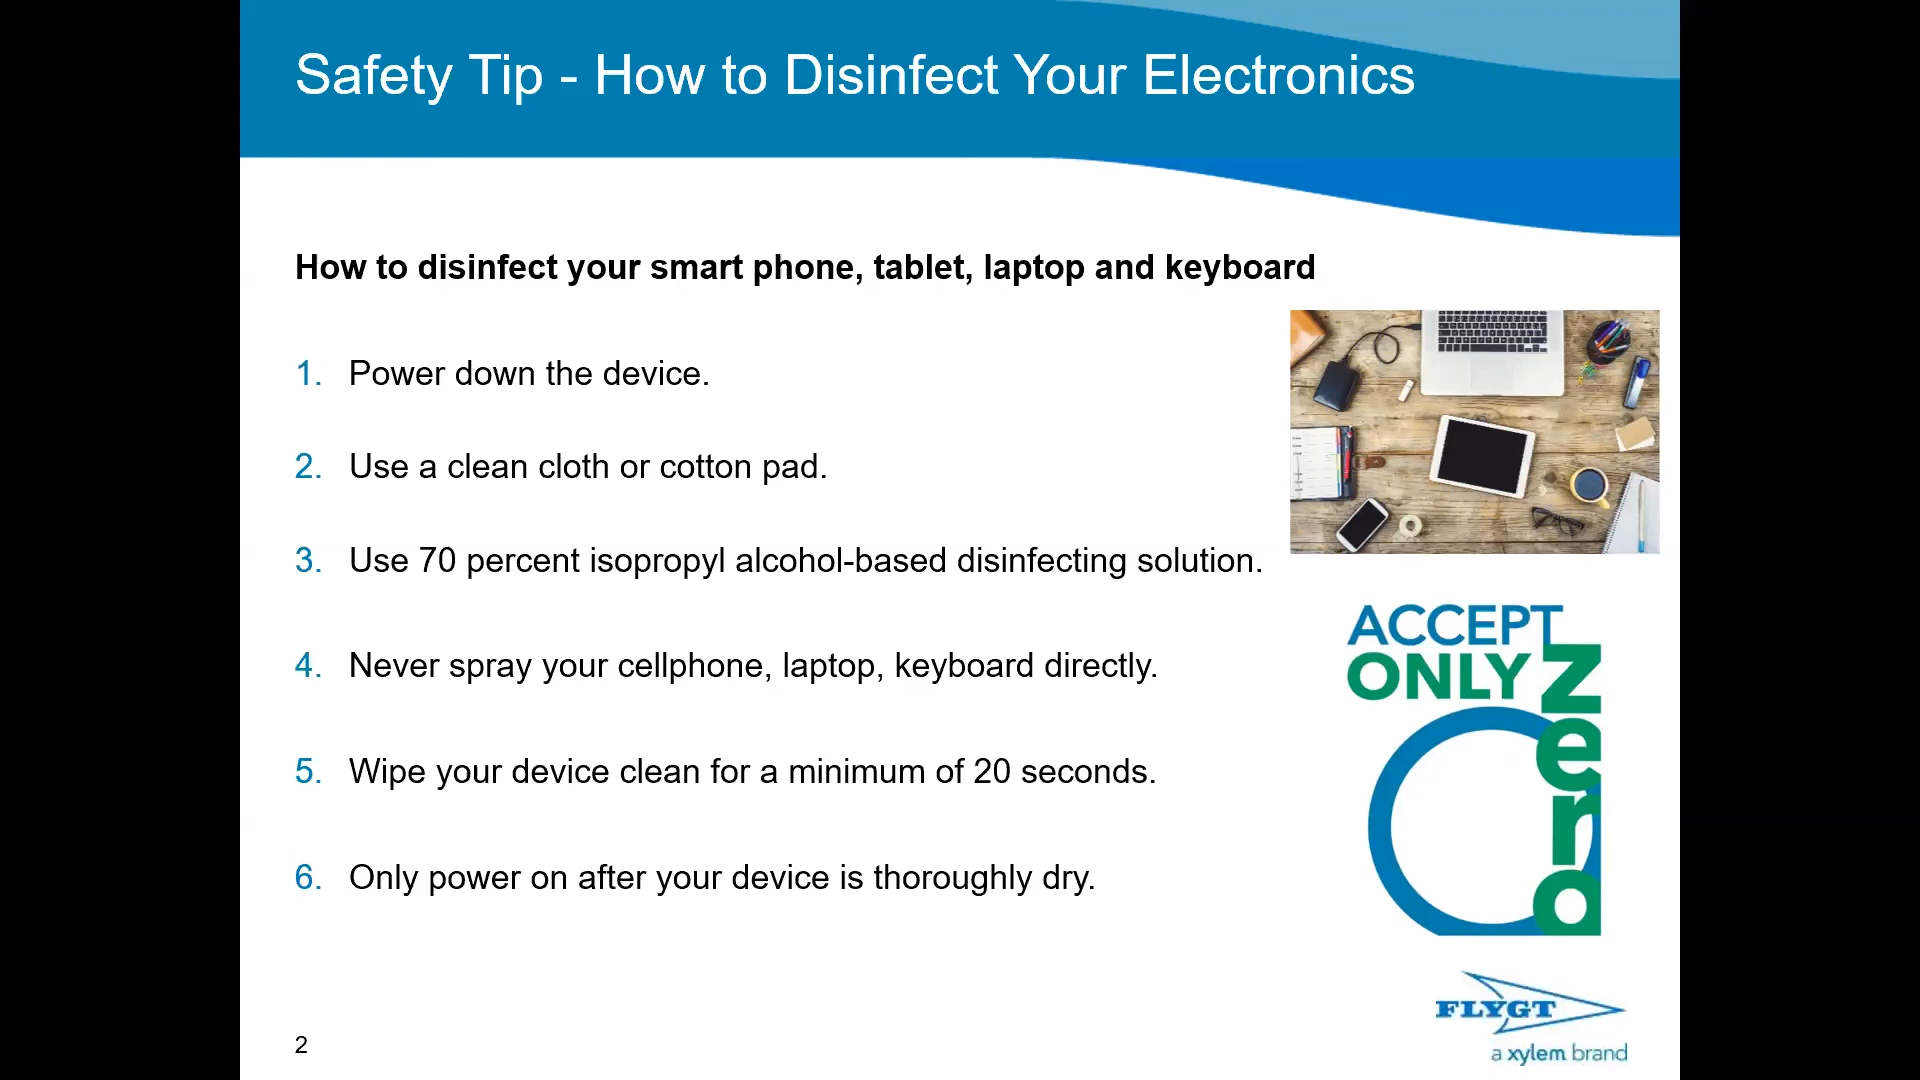 Safety Tip - How to Disinfect Your Electronics
How to disinfect your smart phone, tablet, laptop and keyboard
1. Power down the device.
2. Use a clean cloth or cotton pad.
3. Use 70 percent isopropyl alcohol-based disinfecting solution.
4. Never spray your cellphone, laptop, keyboard directly.
5. Wipe your device clean for a minimum of 20 seconds.
6. Only power on after your device is thoroughly dry.
ACCEPT
ONLY
zero
FLYGT
a xylem brand
2